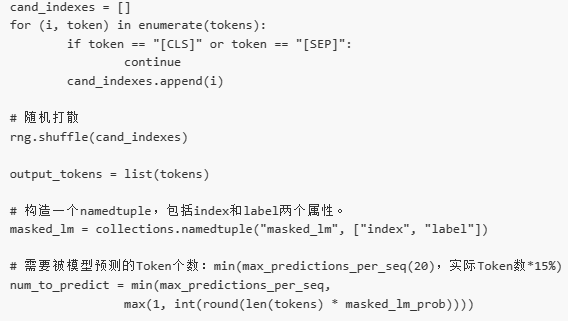 cand_indexes = []
for (i, token) in enumerate(tokens):
        if token == "[CLS]" or token == "[SEP]":
                continue
        cand_indexes.append(i)
# 随机打散
rng.shuffle(cand_indexes)
output_tokens = list(tokens)
# 构造一个namedtuple，包括index和label两个属性。
masked_lm = collections.namedtuple("masked_lm", ["index", "label"])
# 需要被模型预测的Token个数：min(max_predictions_per_seq(20)，实际Token数*15%)
num_to_predict = min(max_predictions_per_seq,
                max(1, int(round(len(tokens) * masked_lm_prob))))